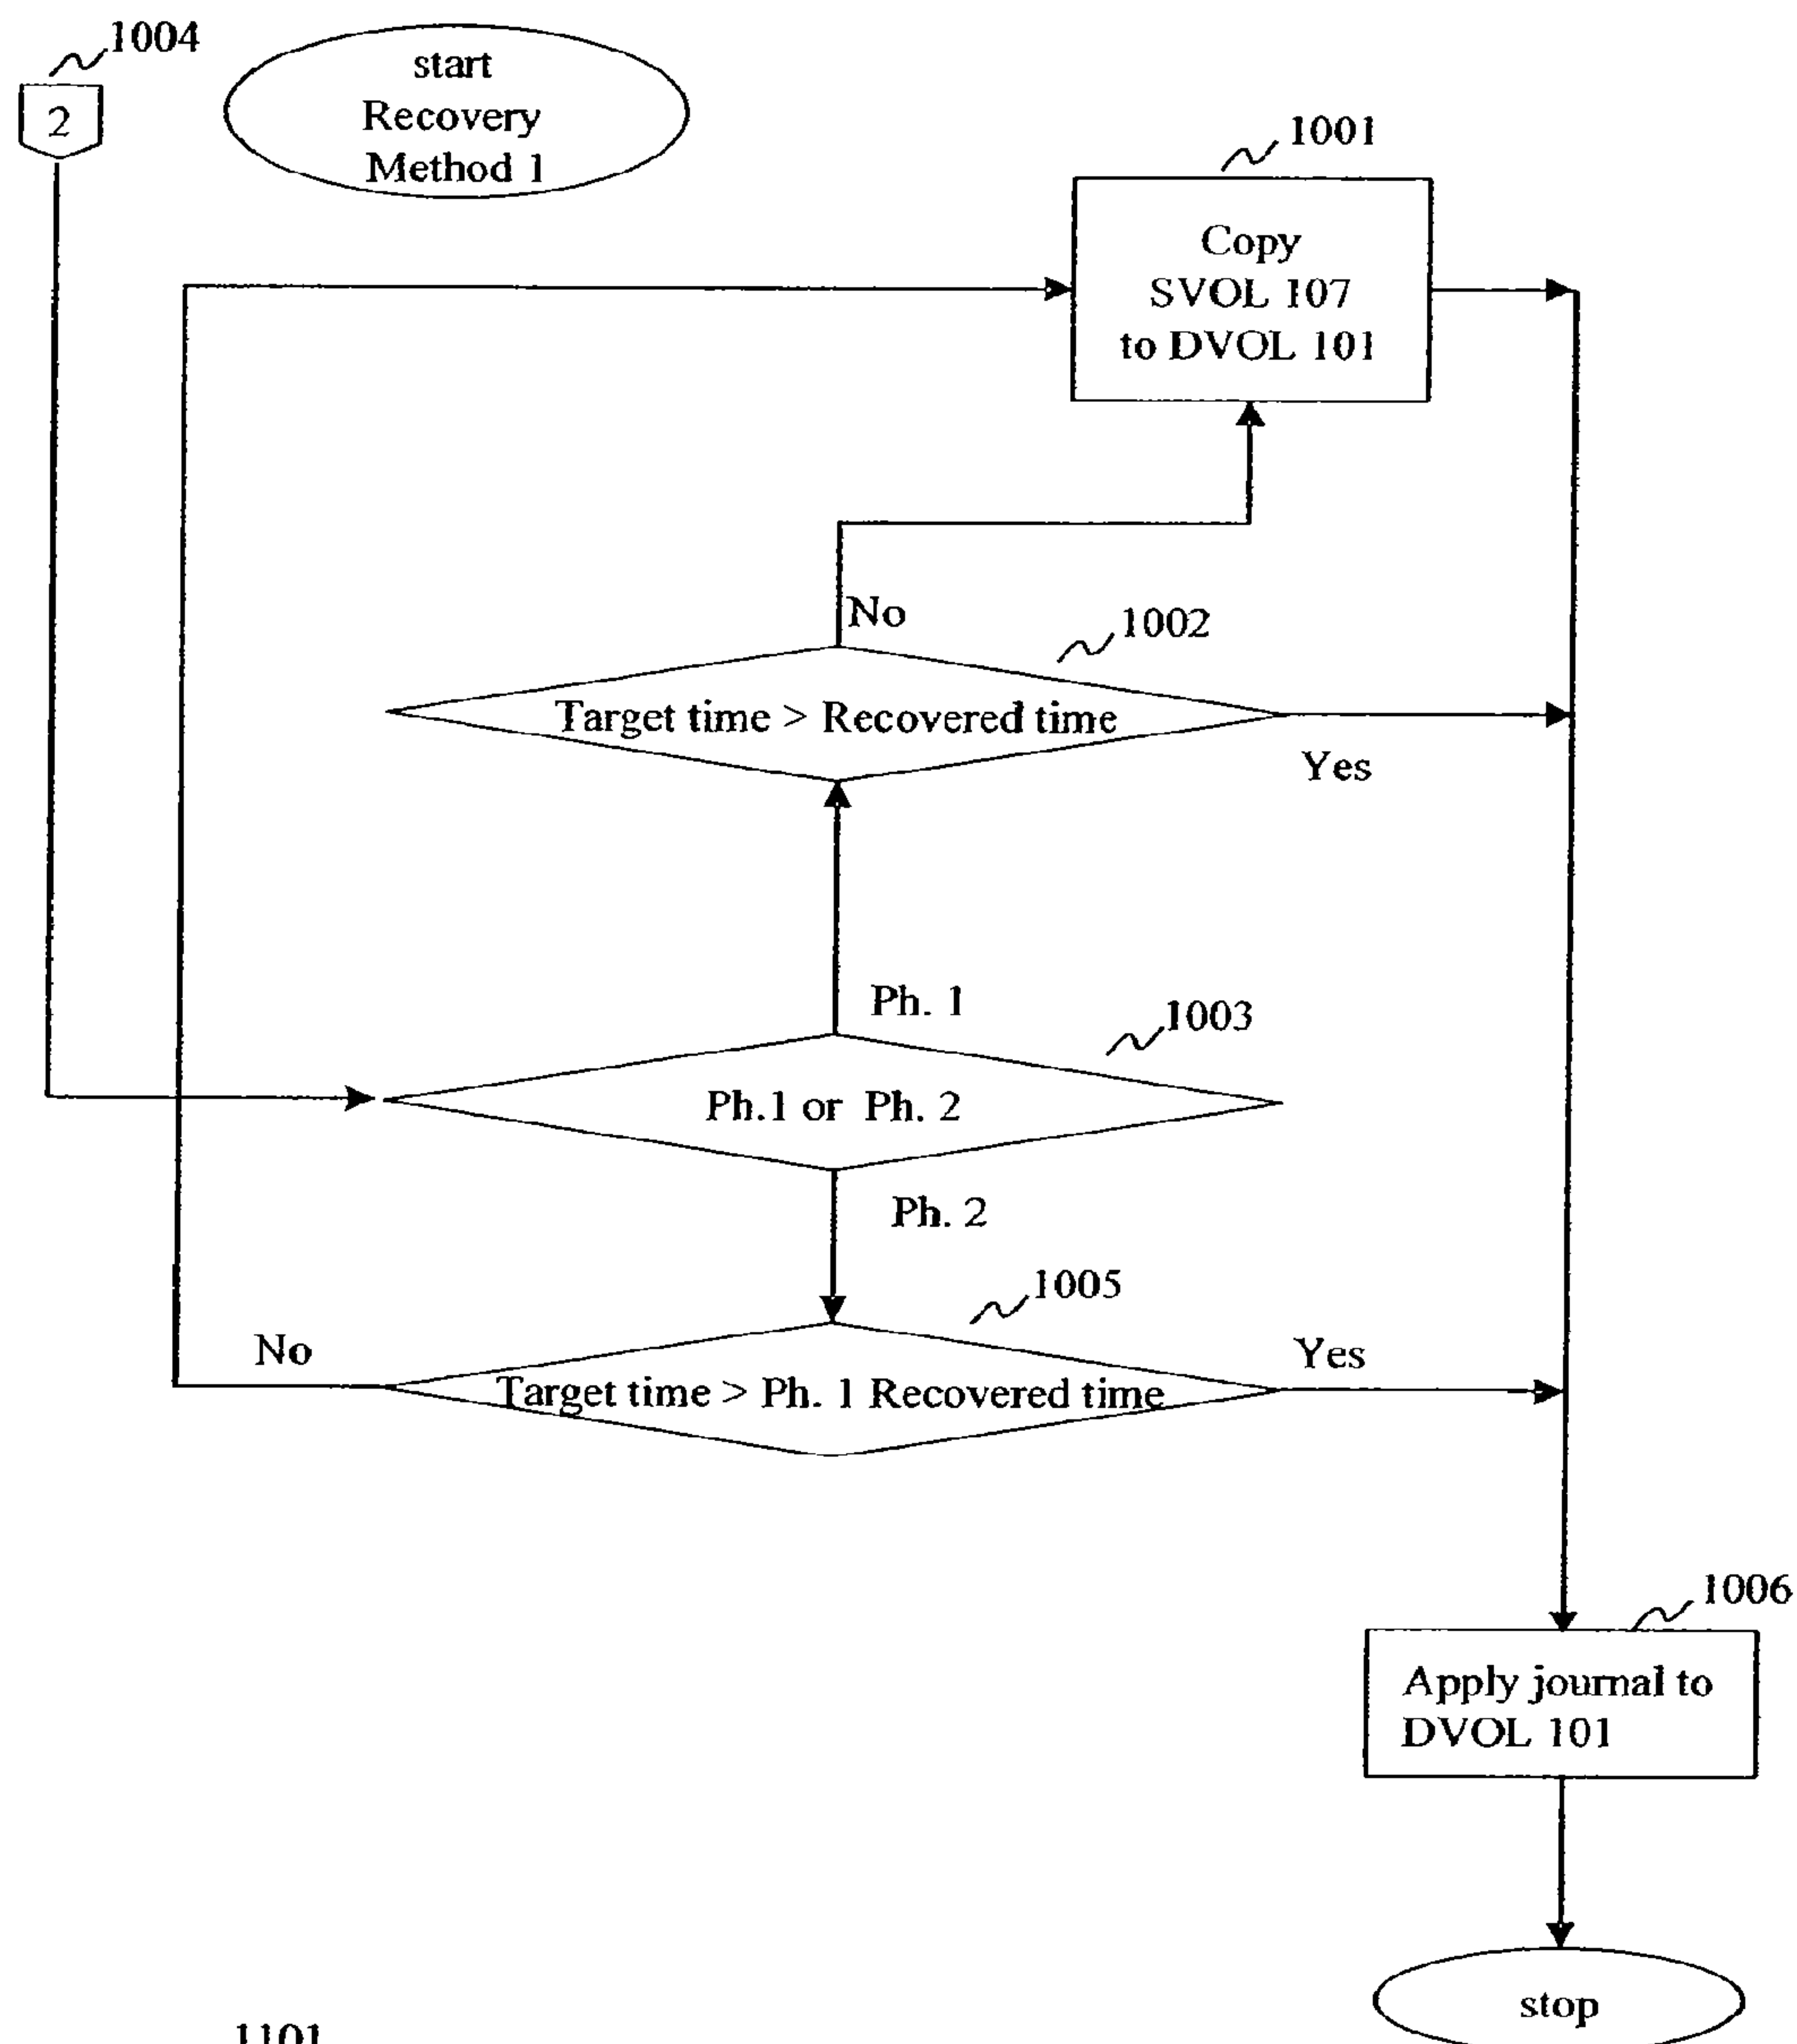 1004
2
start
Recovery
Method 1
1001
Copy
SVOL 107
to DVOL 101
No
1002
Target time > Recovered time
Yes
Ph. 1
1003
Ph.1 or Ph. 2
Ph. 2
1005
No
Yes
Target time > Ph. 1 Recovered time
1006
Apply journal to
DVOL 101
stop
1101